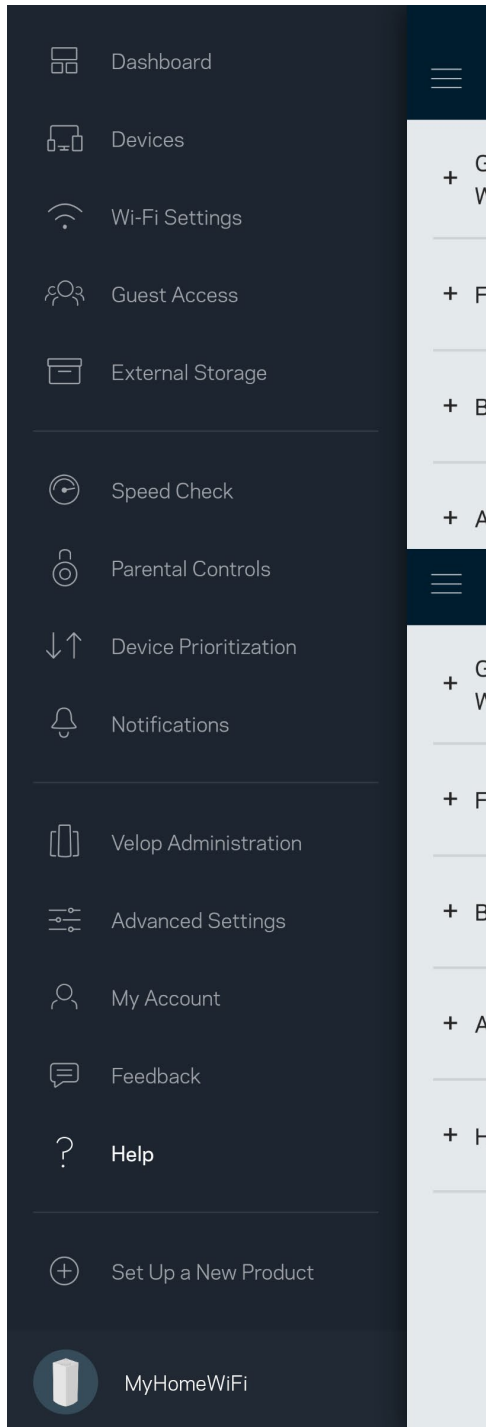 Dashboard
Devices
Wi-Fi Settings
Guest Access
External Storage
Speed Check
Parental Controls
Device Prioritization
Notifications
Velop Administration
Advanced Settings
My Account
Feedback
Help
Set Up a New Product
MyHomeWiFi